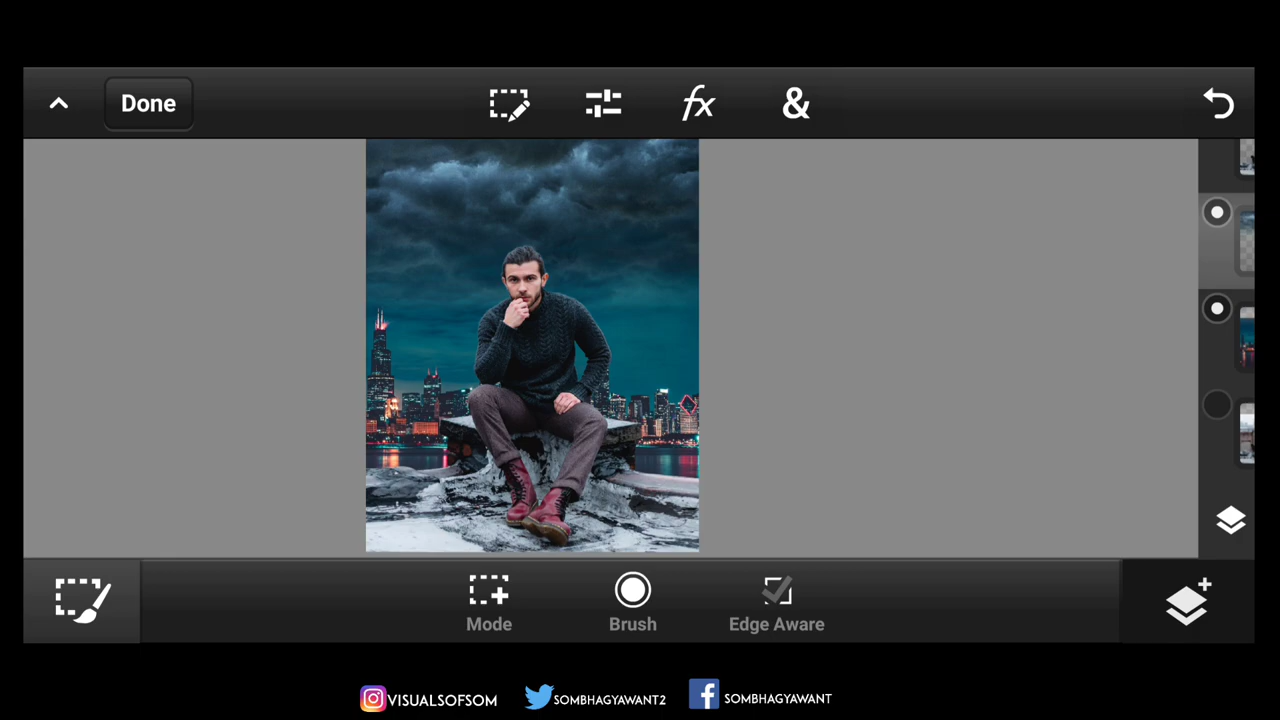 Done
fx
&
Mode
Brush
Edge Aware
VISUALSOFSOM
SOMBHAGYAWANT2
SOMBHAGYAWANT